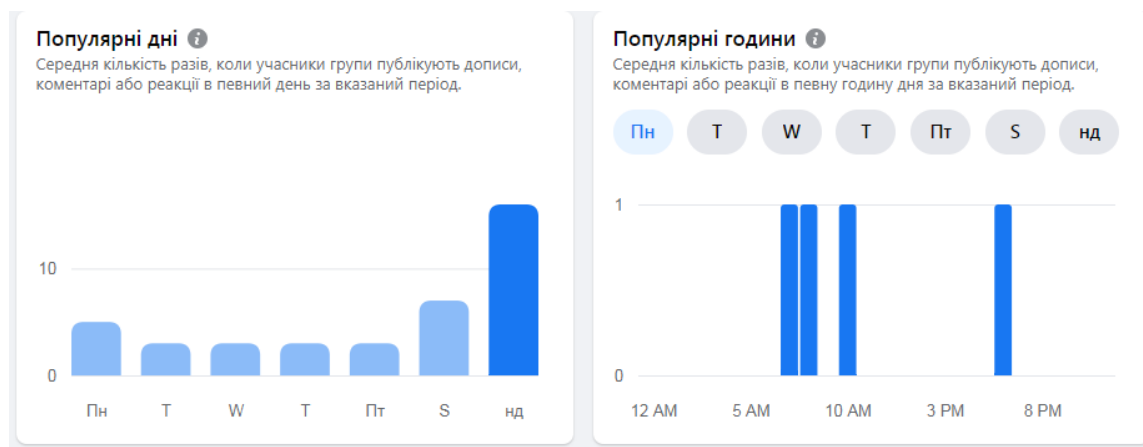 Популярні дні
Середня кількість разів, коли учасники групи публікують дописи,
коментарі або реакції в певний день за вказаний період.
10
0
Пн T W T Пт S нд
Популярні години
Середня кількість разів, коли учасники групи публікують дописи,
коментарі або реакції в певну годину дня за вказаний період.
Пн T W T Пт S нд
1
0
12 AM 5 AM 10 AM 3 PM 8 PM